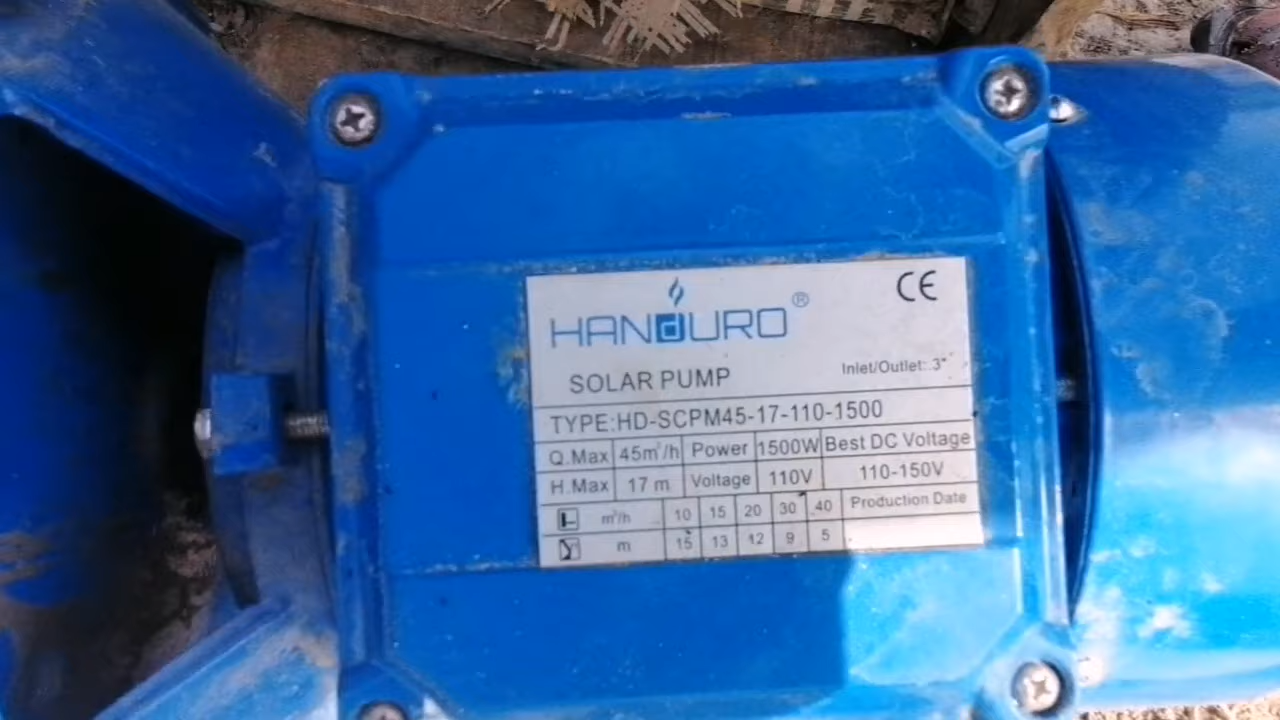 CE
HANDURO®
Inlet/Outlet: 3"
SOLAR PUMP
TYPE:HD-SCPM45-17-110-1500
Q.Max 45m³/h Power 1500W Best DC Voltage
H.Max 17 m Voltage 110V 110-150V
m³/h 10 15 20 30 40 Production Date
m 15 13 12 9 5